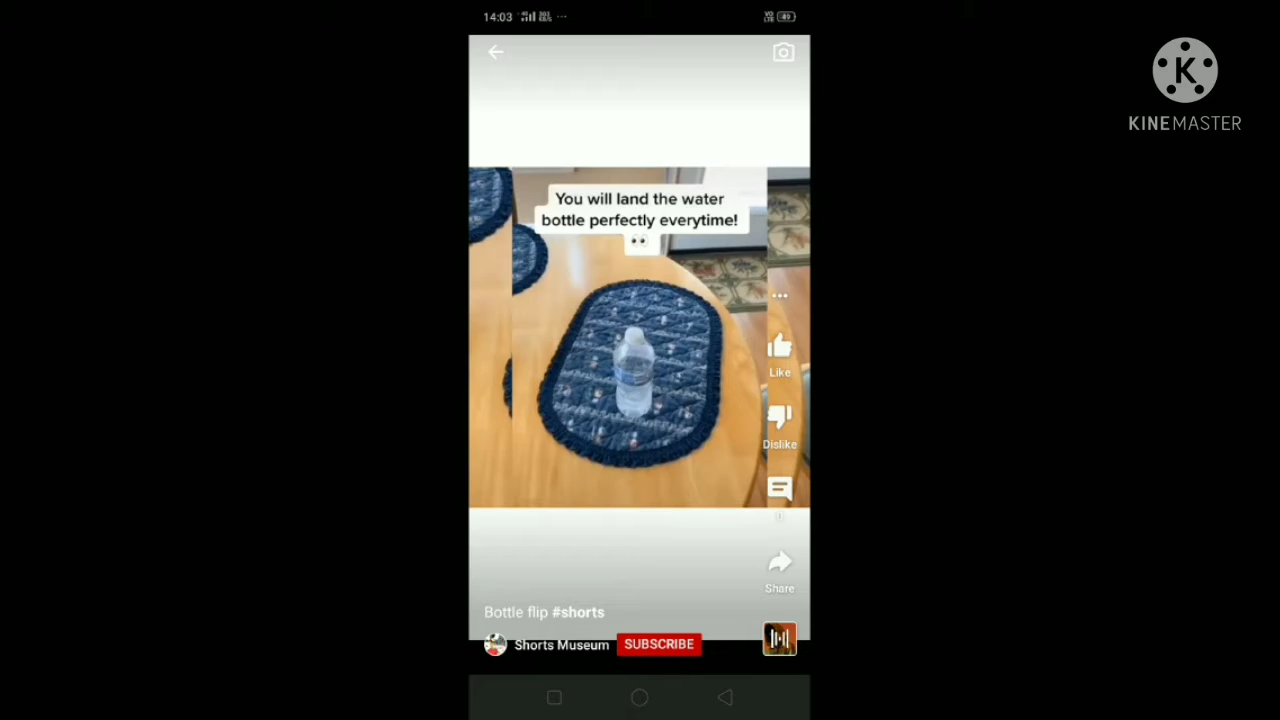 14:03
KINEMASTER
You will land the water
bottle perfectly everytime!
Like
Dislike
Share
Bottle flip #shorts
Shorts Museum
SUBSCRIBE